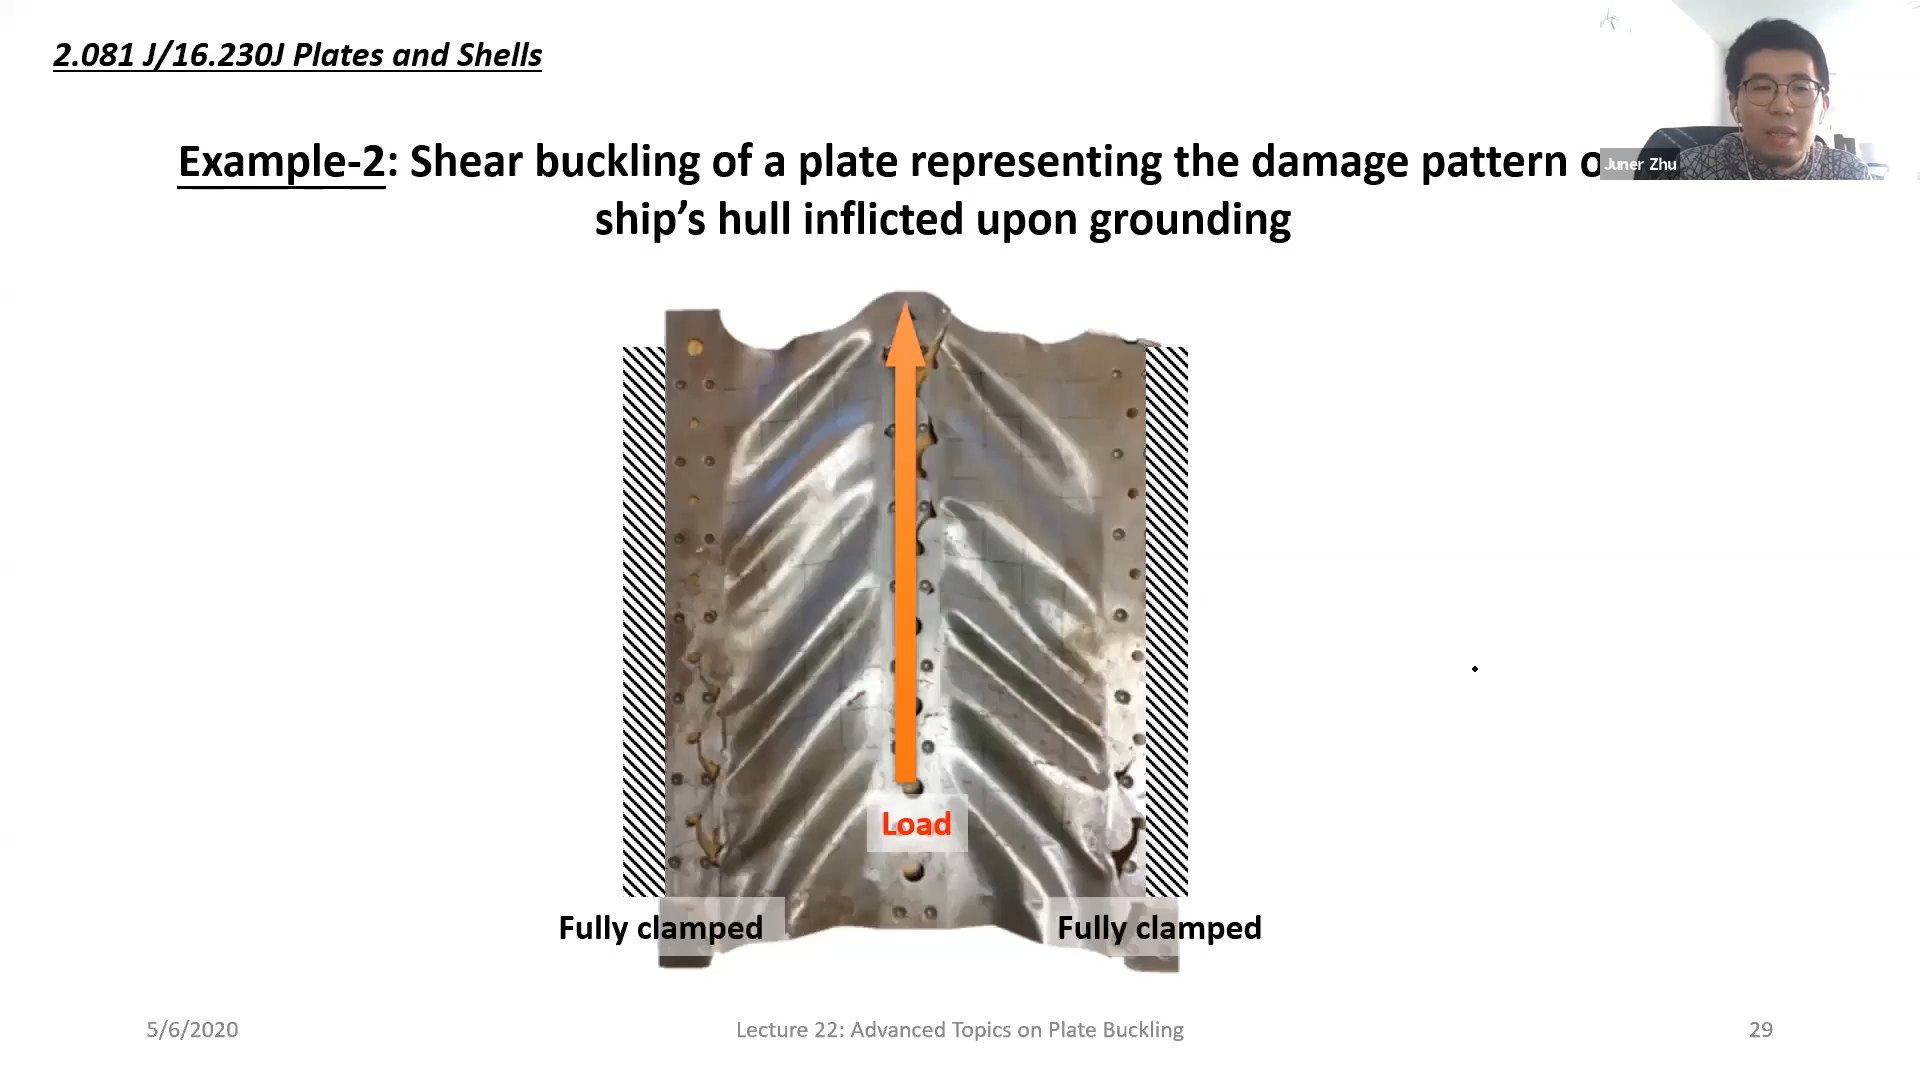 2.081 J/16.230J Plates and Shells
Example-2: Shear buckling of a plate representing the damage pattern
Juner Zhu
ship’s hull inflicted upon grounding
Load
Fully clamped
Fully clamped
5/6/2020
Lecture 22: Advanced Topics on Plate Buckling
29